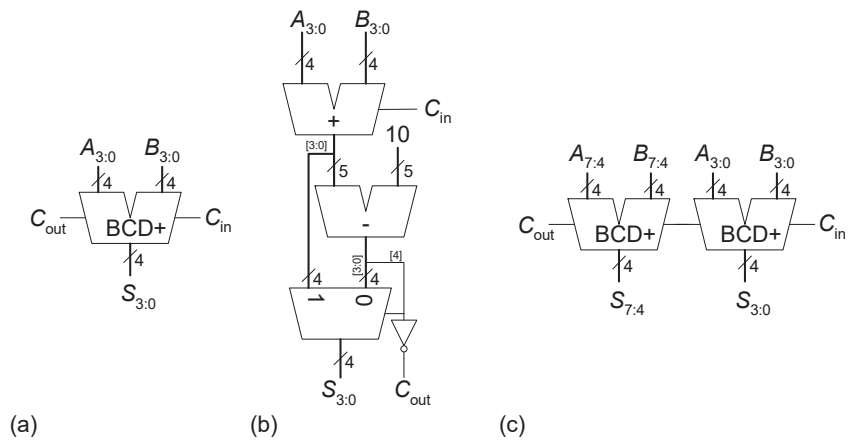 A3:0 B3:0
4 4
Cout BCD+ Cin
4
S3:0
(a)
A3:0 B3:0
4 4
+ Cin
[3:0] 10
5 5
-
[3:0] [4]
4 4
1 0
4
S3:0 Cout
(b)
A7:4 B7:4 A3:0 B3:0
4 4 4 4
Cout BCD+ BCD+ Cin
4 4
S7:4 S3:0
(c)